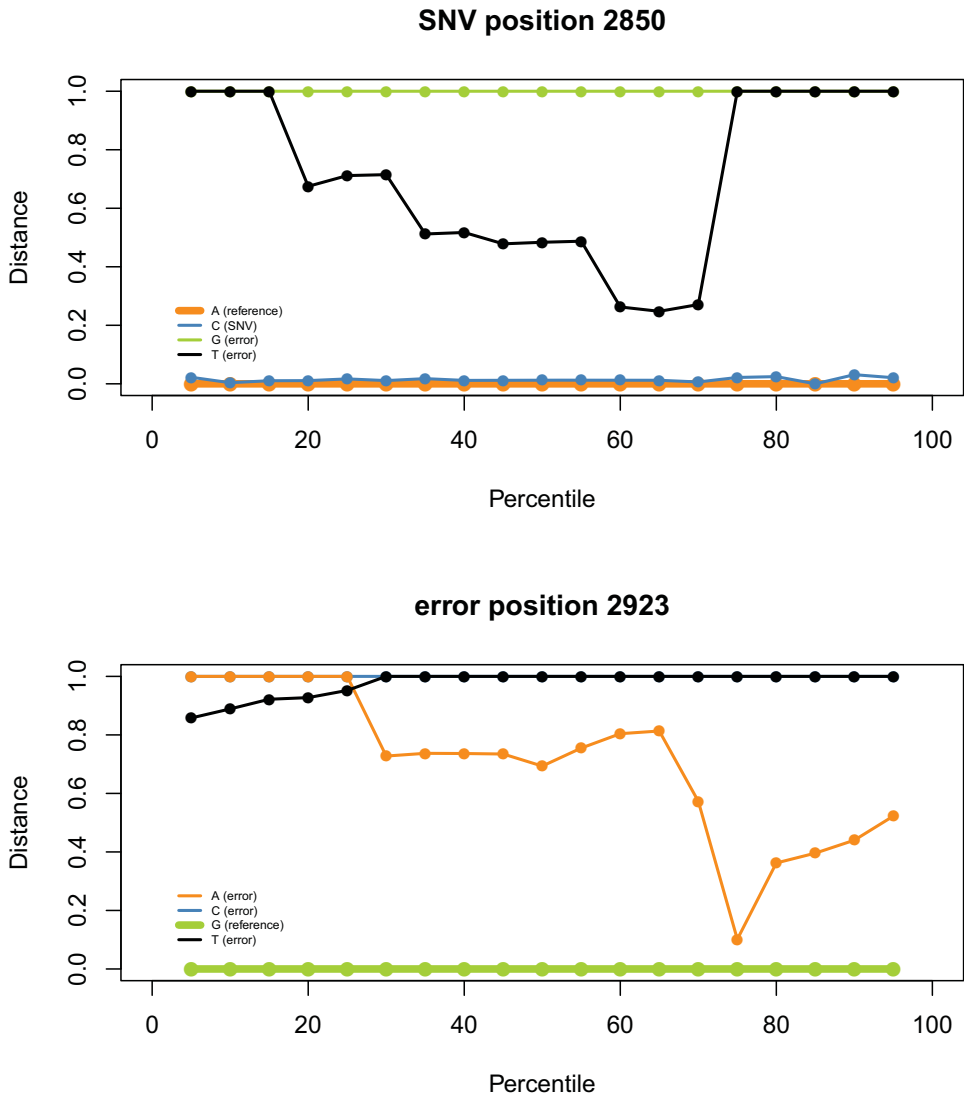 SNV position 2850
Distance
0.0 0.2 0.4 0.6 0.8 1.0
A (reference)
C (SNV)
G (error)
T (error)
0 20 40 60 80 100
Percentile
error position 2923
Distance
0.0 0.2 0.4 0.6 0.8 1.0
A (error)
C (error)
G (reference)
T (error)
0 20 40 60 80 100
Percentile